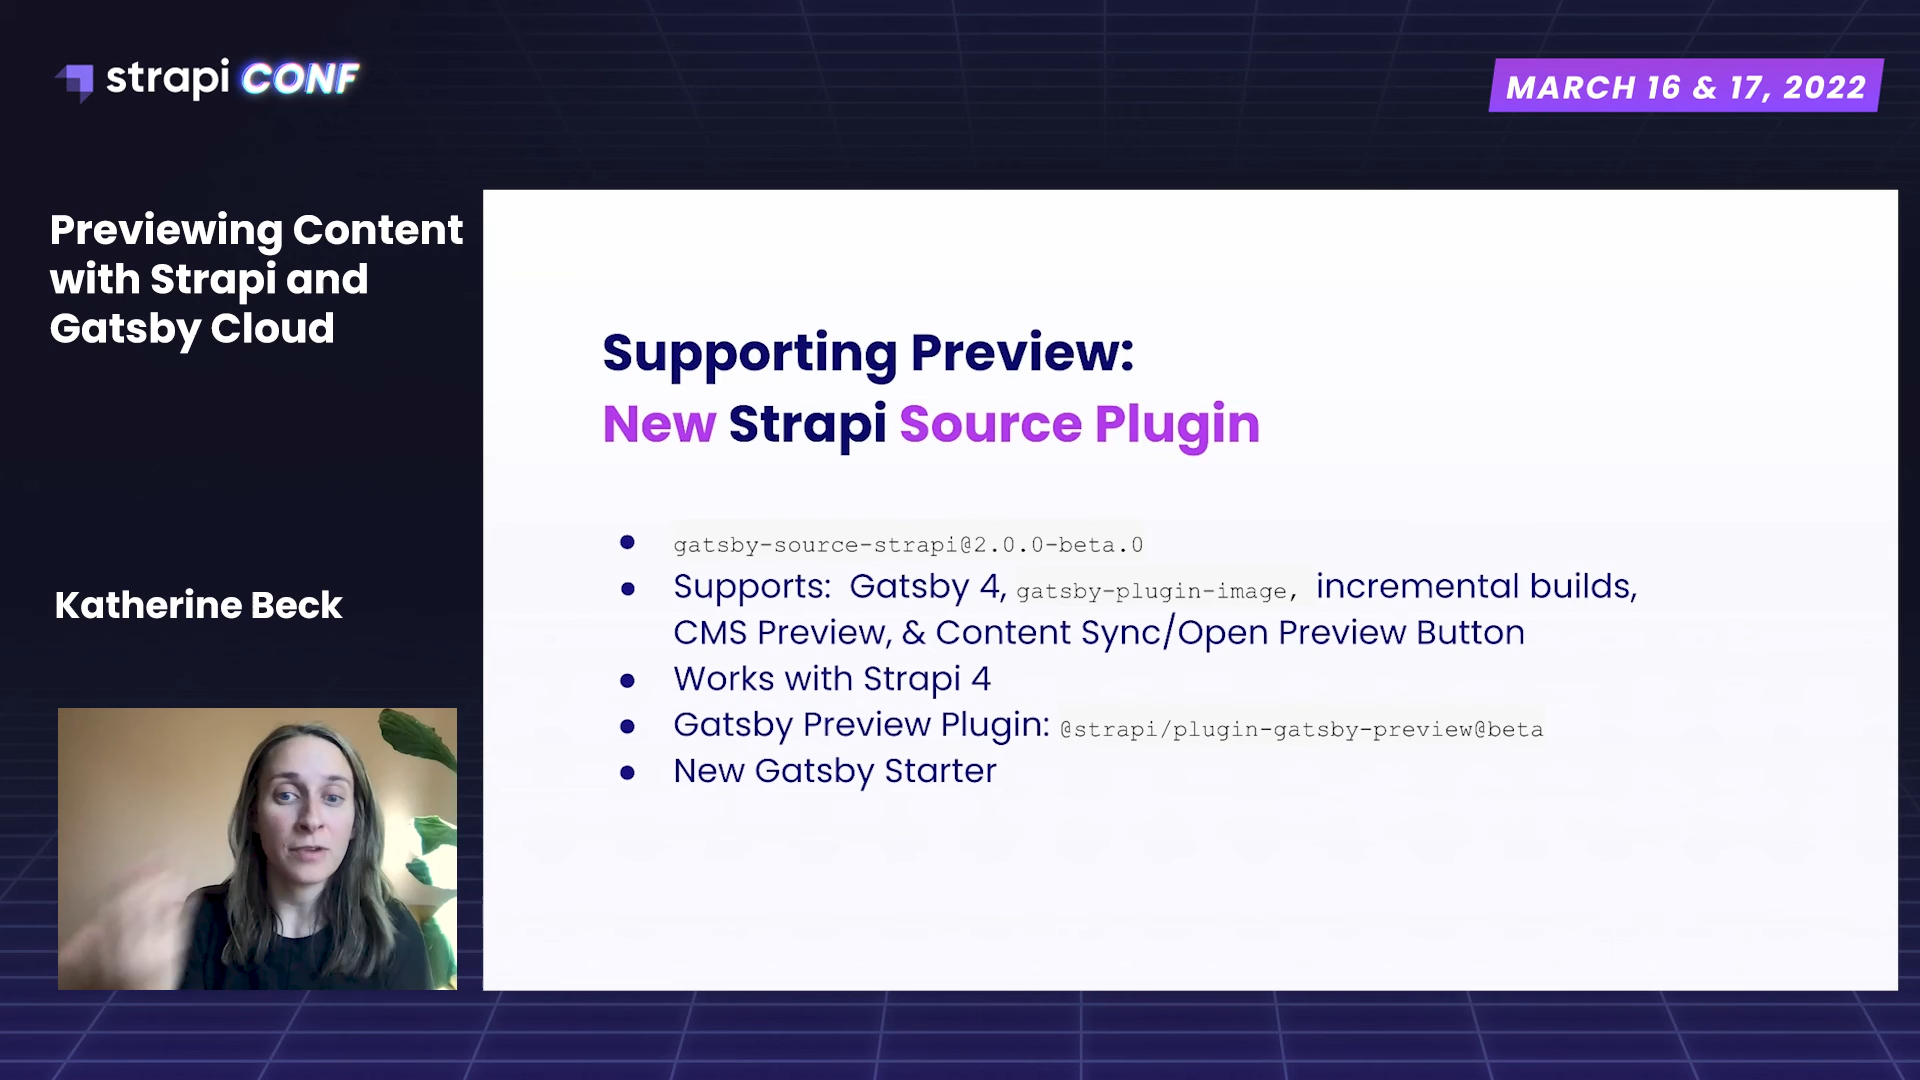 strapi CONF
MARCH 16 & 17, 2022
Previewing Content
with Strapi and
Gatsby Cloud
Katherine Beck
Supporting Preview:
New Strapi Source Plugin
● gatsby-source-strapi@2.0.0-beta.0
● Supports: Gatsby 4, gatsby-plugin-image, incremental builds,
CMS Preview, & Content Sync/Open Preview Button
● Works with Strapi 4
● Gatsby Preview Plugin: @strapi/plugin-gatsby-preview@beta
● New Gatsby Starter